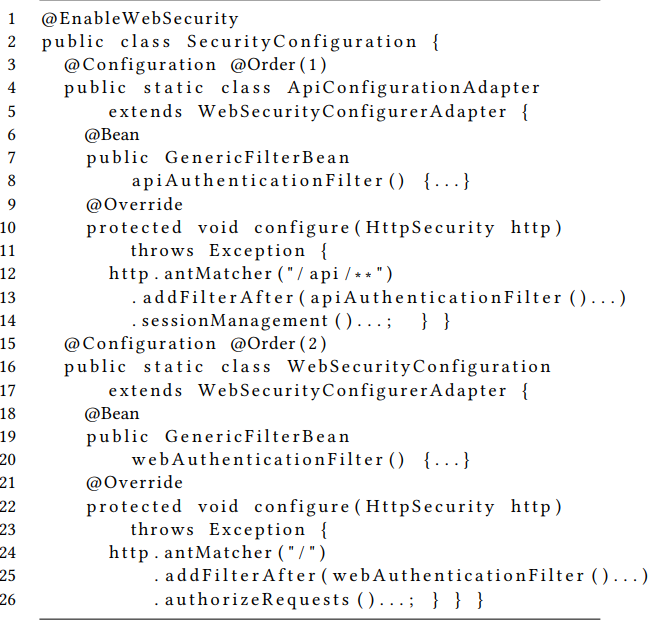 1 @EnableWebSecurity
2 public class SecurityConfiguration {
3 @Configuration @Order(1)
4 public static class ApiConfigurationAdapter
5 extends WebSecurityConfigurerAdapter {
6 @Bean
7 public GenericFilterBean
8 apiAuthenticationFilter() {...}
9 @Override
10 protected void configure(HttpSecurity http)
11 throws Exception {
12 http.antMatcher("/api/**")
13 .addFilterAfter(apiAuthenticationFilter()...)
14 .sessionManagement()...; } }
15 @Configuration @Order(2)
16 public static class WebSecurityConfiguration
17 extends WebSecurityConfigurerAdapter {
18 @Bean
19 public GenericFilterBean
20 webAuthenticationFilter() {...}
21 @Override
22 protected void configure(HttpSecurity http)
23 throws Exception {
24 http.antMatcher("/")
25 .addFilterAfter(webAuthenticationFilter()...)
26 .authorizeRequests()...; } } }